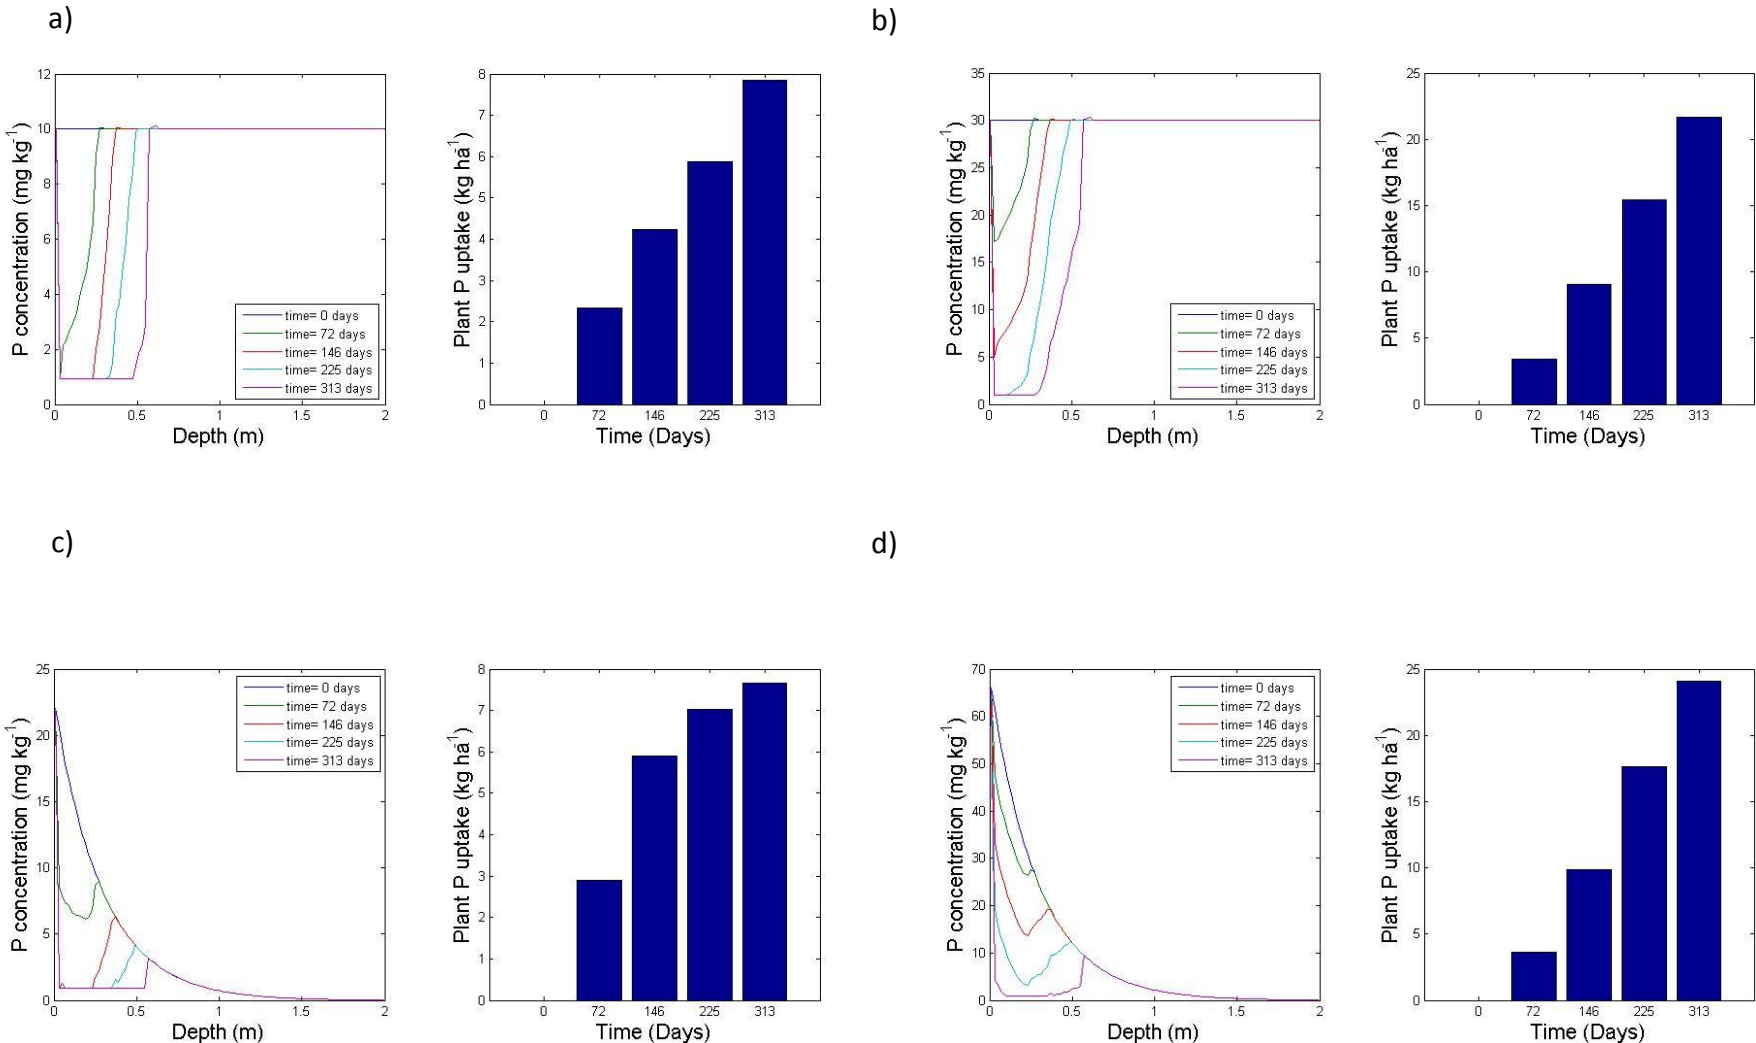 a)
12
10
8
6
4
2
0
P concentration (mg kg-1)
0 0.5 1 1.5 2
Depth (m)
time= 0 days
time= 72 days
time= 146 days
time= 225 days
time= 313 days
8
7
6
5
4
3
2
1
0
Plant P uptake (kg ha-1)
0 72 146 225 313
Time (Days)
b)
35
30
25
20
15
10
5
0
P concentration (mg kg-1)
0 0.5 1 1.5 2
Depth (m)
time= 0 days
time= 72 days
time= 146 days
time= 225 days
time= 313 days
25
20
15
10
5
0
Plant P uptake (kg ha-1)
0 72 146 225 313
Time (Days)
c)
25
20
15
10
5
0
P concentration (mg kg-1)
0 0.5 1 1.5 2
Depth (m)
time= 0 days
time= 72 days
time= 146 days
time= 225 days
time= 313 days
8
7
6
5
4
3
2
1
0
Plant P uptake (kg ha-1)
0 72 146 225 313
Time (Days)
d)
70
60
50
40
30
20
10
0
P concentration (mg kg-1)
0 0.5 1 1.5 2
Depth (m)
time= 0 days
time= 72 days
time= 146 days
time= 225 days
time= 313 days
25
20
15
10
5
0
Plant P uptake (kg ha-1)
0 72 146 225 313
Time (Days)